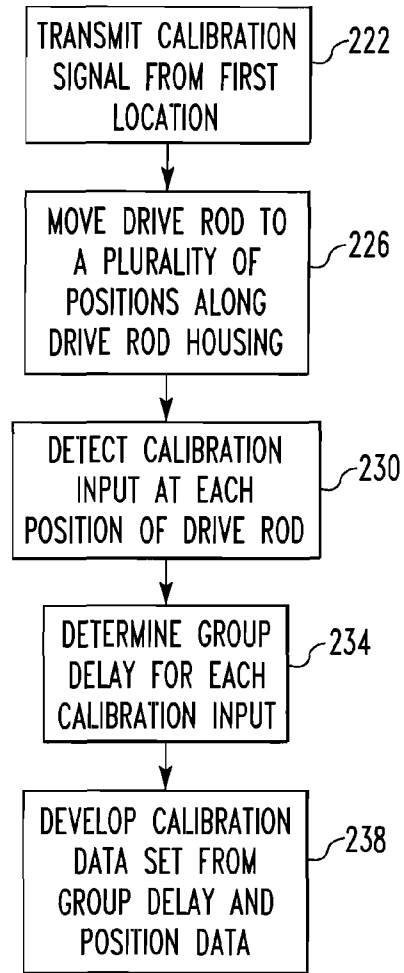 TRANSMIT CALIBRATION
SIGNAL FROM FIRST
LOCATION
222
MOVE DRIVE ROD TO
A PLURALITY OF
POSITIONS ALONG
DRIVE ROD HOUSING
226
DETECT CALIBRATION
INPUT AT EACH
POSITION OF DRIVE ROD
230
DETERMINE GROUP
DELAY FOR EACH
CALIBRATION INPUT
234
DEVELOP CALIBRATION
DATA SET FROM
GROUP DELAY AND
POSITION DATA
238